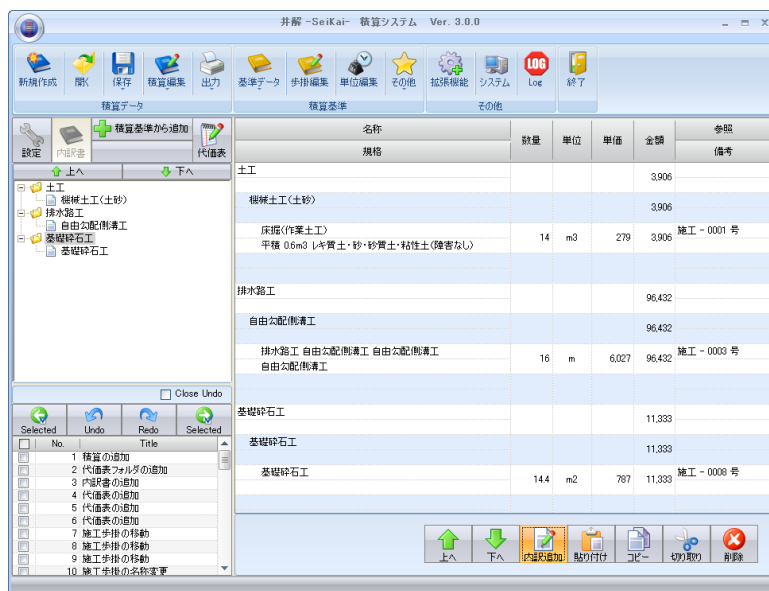 井解 -SeiKai- 積算システム Ver. 3.0.0
新規作成 開く 保存 積算編集 出力 基準データ 歩掛編集 単位編集 その他 拡張機能 システム Log 終了
LOG
積算データ 積算基準 その他
設定 内訳書 積算基準から追加 代価表
上へ 下へ
土工
機械土工(土砂)
排水路工
自由勾配側溝工
基礎砕石工
基礎砕石工
名称 数量 単位 単価 金額 参照
規格 備考
土工 3,906
機械土工(土砂) 3,906
床掘(作業土工) 14 m3 279 3,906 施工 - 0001 号
平積 0.6m3 レキ質土・砂・砂質土・粘性土(障害なし)
排水路工 96,432
自由勾配側溝工 96,432
排水路工 自由勾配側溝工 自由勾配側溝工 16 m 6,027 96,432 施工 - 0003 号
自由勾配側溝工
基礎砕石工 11,333
基礎砕石工 11,333
基礎砕石工 14.4 m2 787 11,333 施工 - 0008 号
Close Undo
Selected Undo Redo Selected
No. Title
1 積算の追加
2 代価表フォルダの追加
3 内訳書の追加
4 代価表の追加
5 代価表の追加
6 代価表の追加
7 施工歩掛の移動
8 施工歩掛の移動
9 施工歩掛の移動
10 施工歩掛の名称変更
上へ 下へ 内訳追加 貼り付け コピー 切り取り 削除